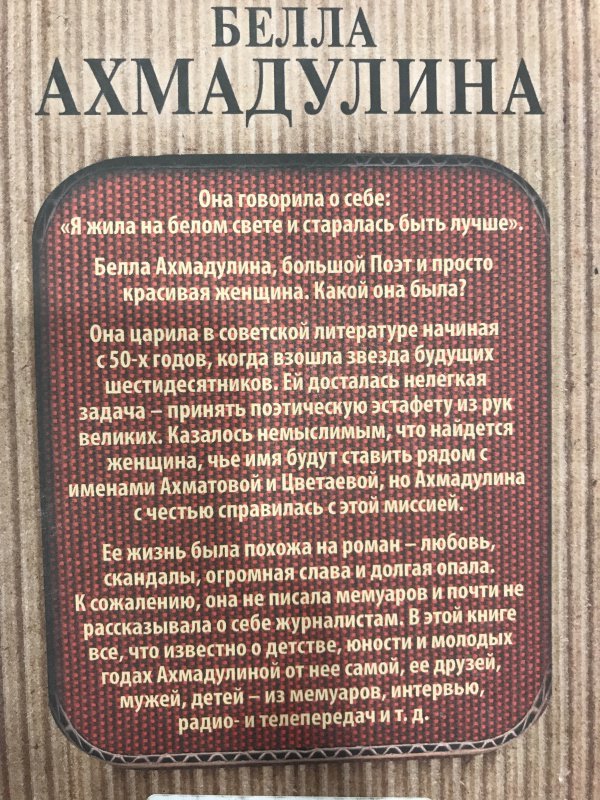 БЕЛЛА
АХМАДУЛИНА
Она говорила о себе:
«Я жила на белом свете и старалась быть лучше».
Белла Ахмадулина, большой Поэт и просто
красивая женщина. Какой она была?
Она царила в советской литературе начиная
с 50-х годов, когда взошла звезда будущих
шестидесятников. Ей досталась нелегкая
задача – принять поэтическую эстафету из рук
великих. Казалось немыслимым, что найдется
женщина, чье имя будут ставить рядом с
именами Ахматовой и Цветаевой, но Ахмадулина
с честью справилась с этой миссией.
Ее жизнь была похожа на роман – любовь,
скандалы, огромная слава и долгая опала.
К сожалению, она не писала мемуаров и почти не
рассказывала о себе журналистам. В этой книге
все, что известно о детстве, юности и молодых
годах Ахмадулиной от нее самой, ее друзей,
мужей, детей – из мемуаров, интервью,
радио- и телепередач и т. д.